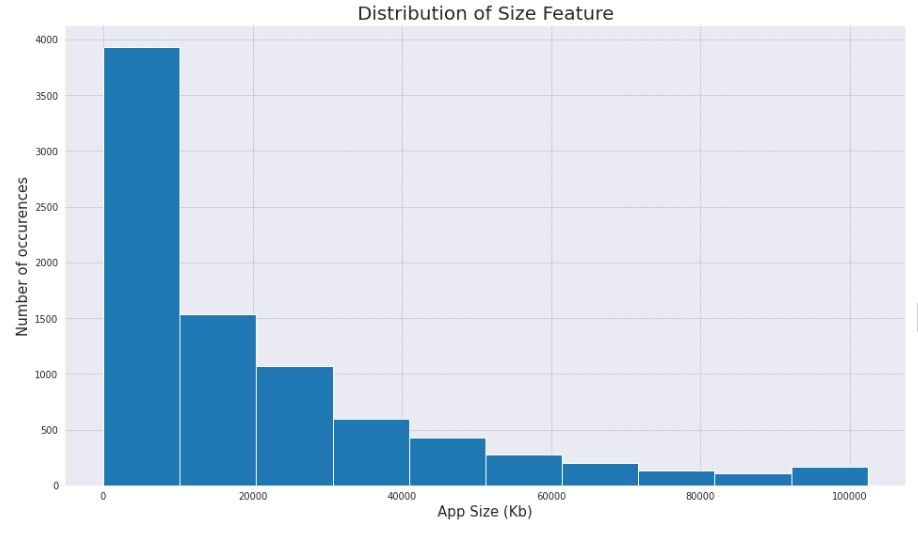 Distribution of Size Feature
4000
3500
3000
2500
2000
1500
1000
500
0
Number of occurences
0 20000 40000 60000 80000 100000
App Size (Kb)